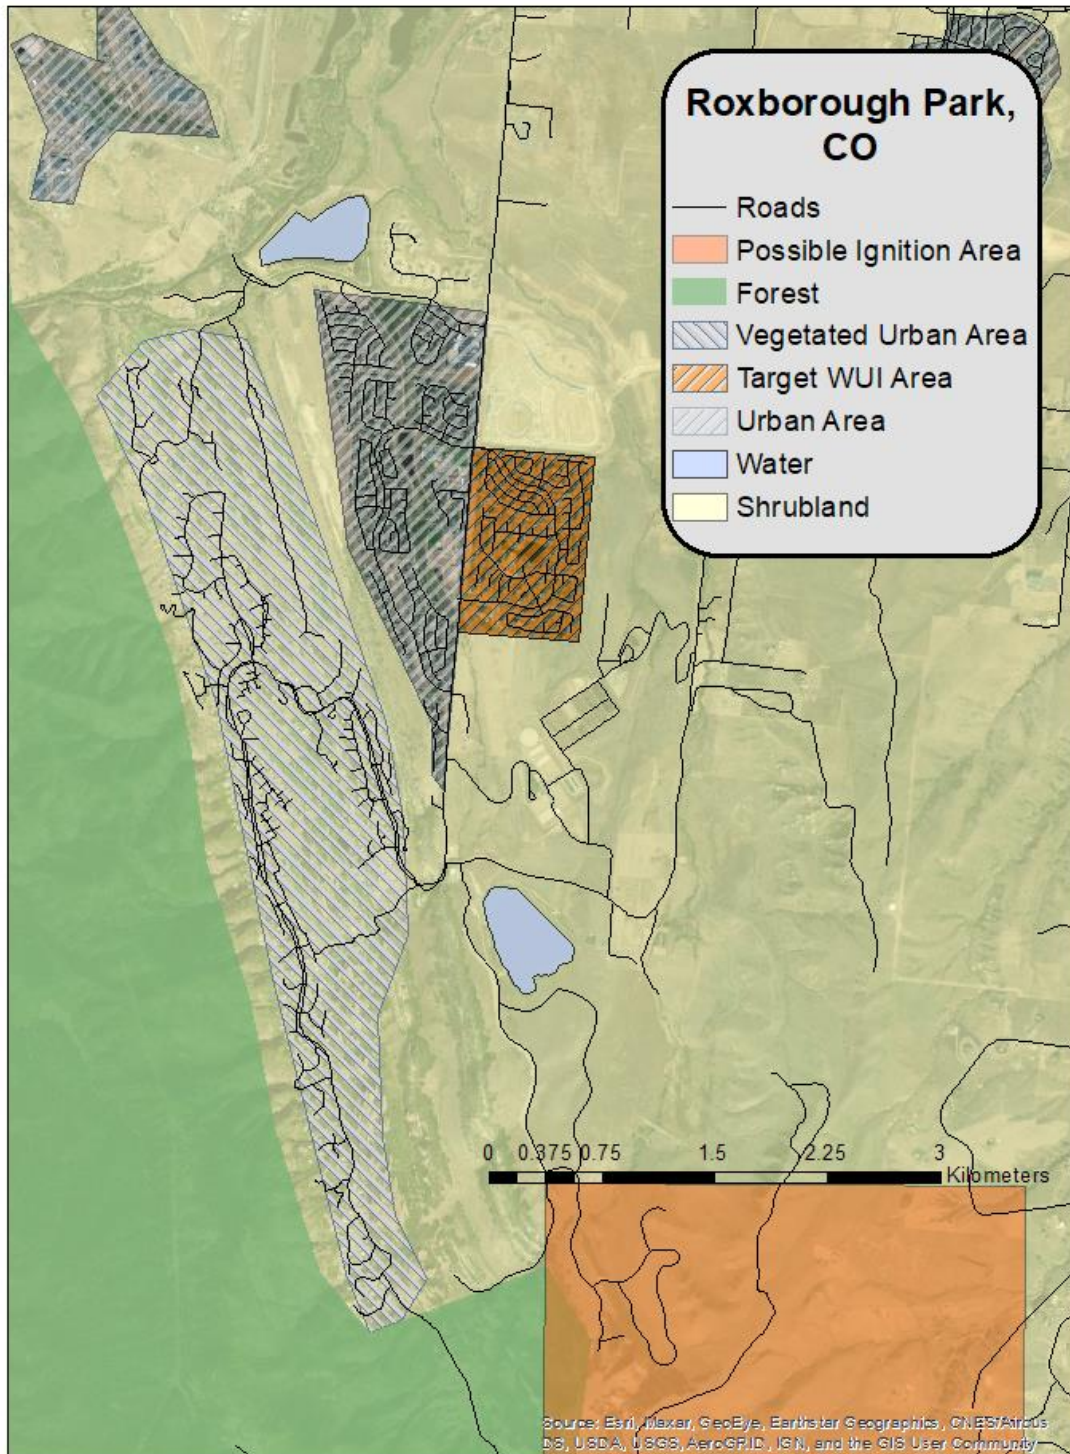 Roxborough Park,
CO
Roads
Possible Ignition Area
Forest
Vegetated Urban Area
Target WUI Area
Urban Area
Water
Shrubland
0 0.375 0.75 1.5 2.25 3
Kilometers
Source: Esri, Maxar, GeoEye, Earthstar Geographics, CNES/Airbus
DS, USDA, USGS, AeroGRID, IGN, and the GIS User Community